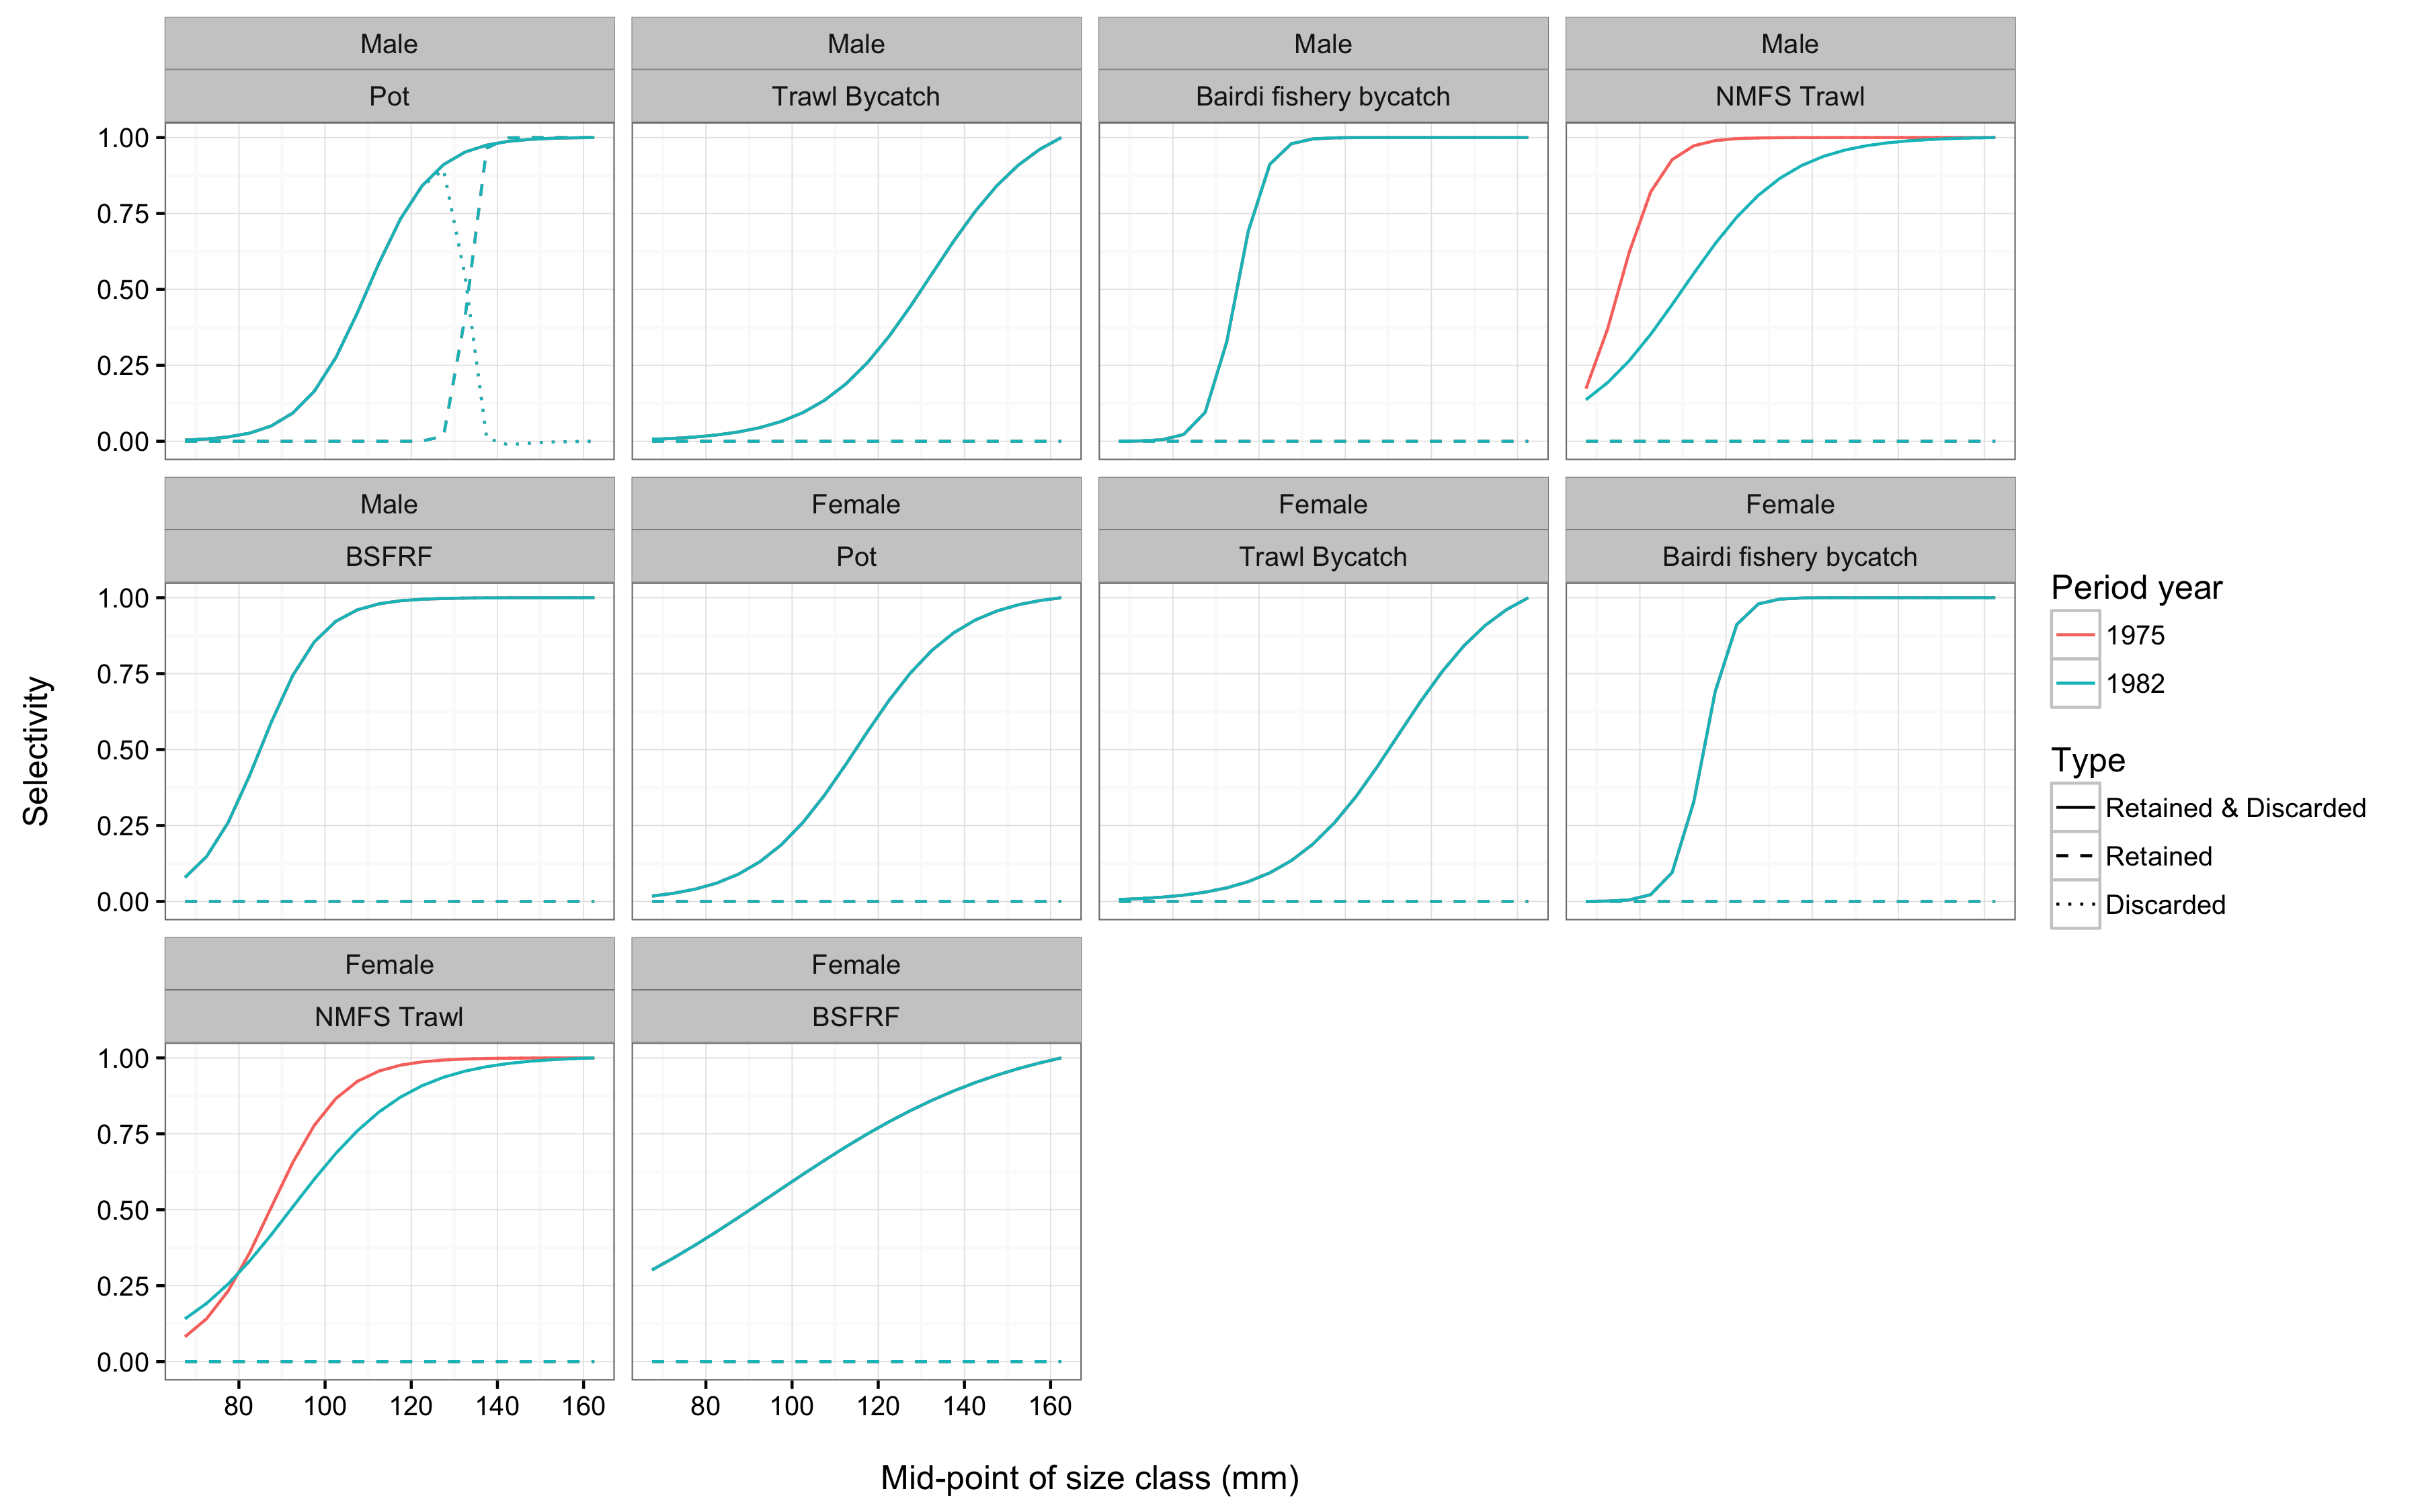 Male
Male
Male
Male
Pot
Trawl Bycatch
Bairdi fishery bycatch
NMFS Trawl
1.00
0.75
0.50
0.25
0.00
Male
Female
Female
Female
BSFRF
Pot
Trawl Bycatch
Bairdi fishery bycatch
1.00
0.75
0.50
0.25
0.00
Female
Female
NMFS Trawl
BSFRF
1.00
0.75
0.50
0.25
0.00
80 100 120 140 160
80 100 120 140 160
Mid-point of size class (mm)
Selectivity
Period year
1975
1982
Type
Retained & Discarded
Retained
Discarded